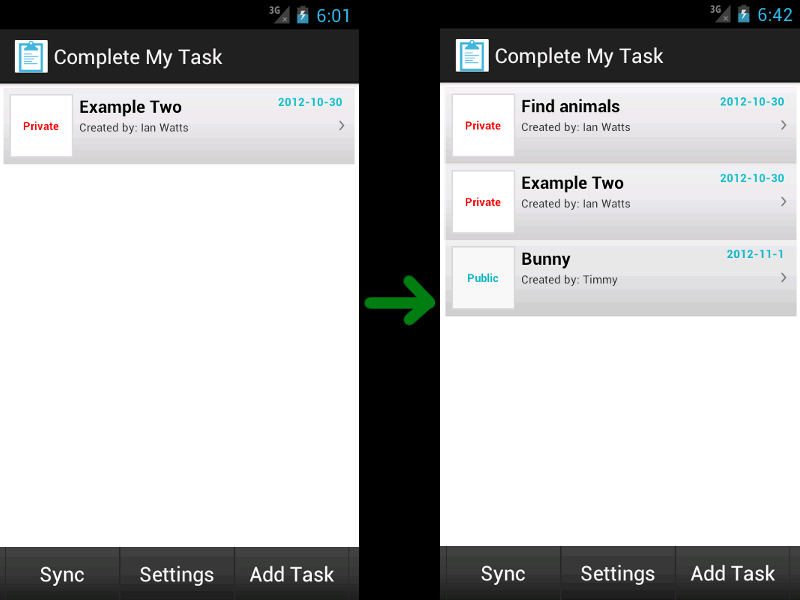 3G 6:01
Complete My Task
Private
Example Two
2012-10-30
Created by: Ian Watts
Sync
Settings
Add Task
3G 6:42
Complete My Task
Private
Find animals
2012-10-30
Created by: Ian Watts
Private
Example Two
2012-10-30
Created by: Ian Watts
Public
Bunny
2012-11-1
Created by: Timmy
Sync
Settings
Add Task